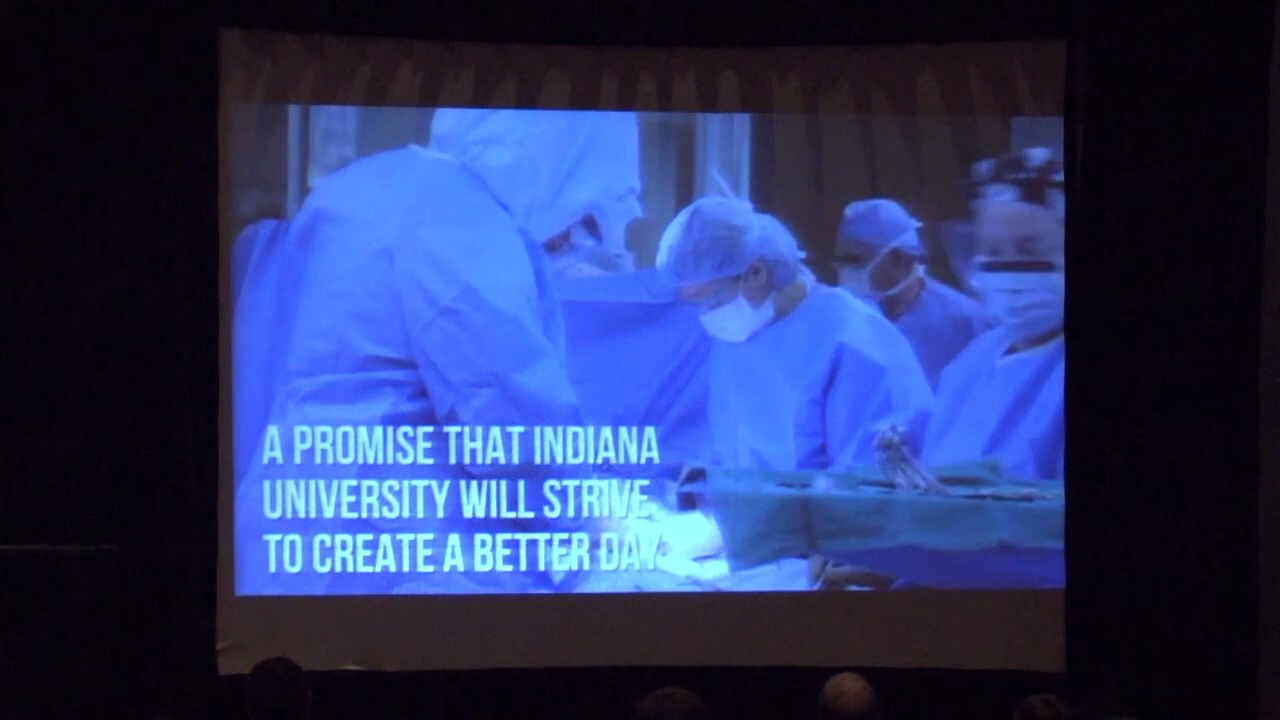 A PROMISE THAT INDIANA
UNIVERSITY WILL STRIVE
TO CREATE A BETTER DAY